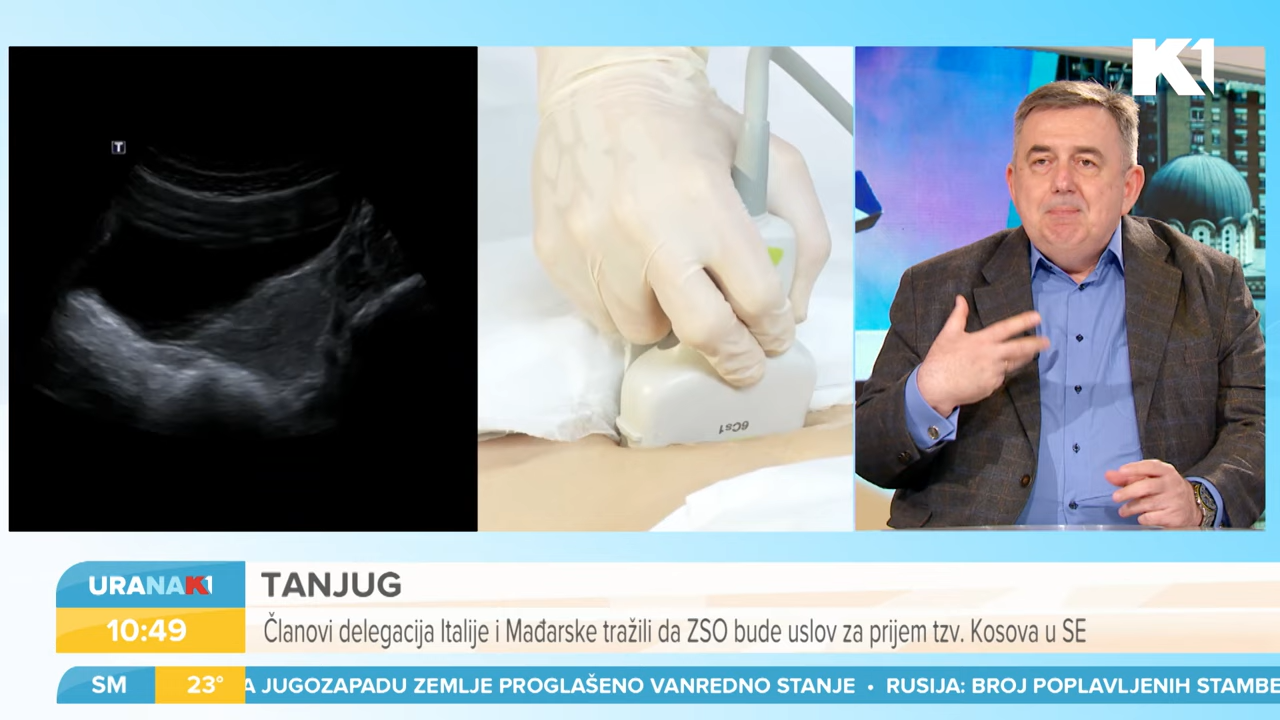 K1
T
6Cs1
URANAK1
TANJUG
10:49
Članovi delegacija Italije i Mađarske tražili da ZSO bude uslov za prijem tzv. Kosova u SE
SM 23° A JUGOZAPADU ZEMLJE PROGLAŠENO VANREDNO STANJE • RUSIJA: BROJ POPLAVLJENIH STAMBE